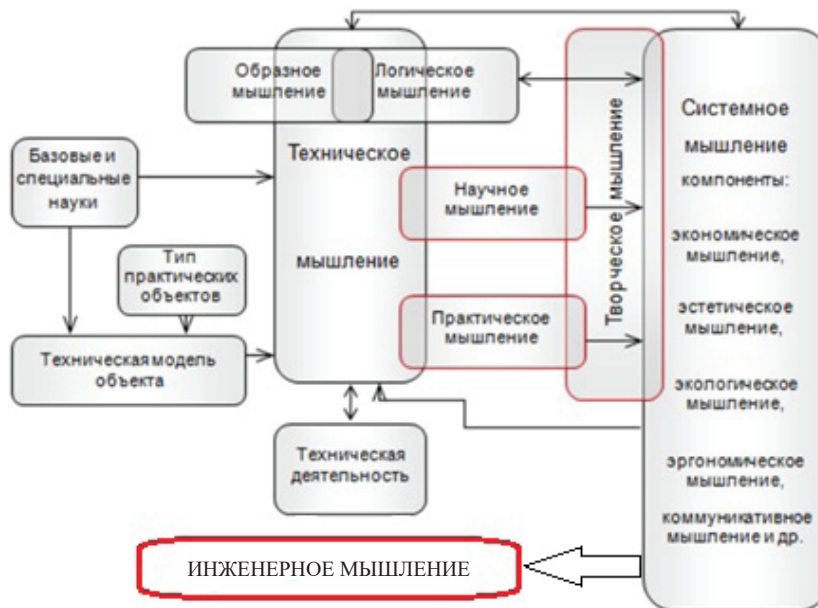 Образное
мышление
Логическое
мышление
Базовые и
специальные
науки
Техническое
мышление
Тип
практических
объектов
Техническая модель
объекта
Научное
мышление
Практическое
мышление
Творческое мышление
Техническая
деятельность
Системное
мышление
компоненты:
экономическое
мышление,
эстетическое
мышление,
экологическое
мышление,
эргономическое
мышление,
коммуникативное
мышление и др.
ИНЖЕНЕРНОЕ МЫШЛЕНИЕ